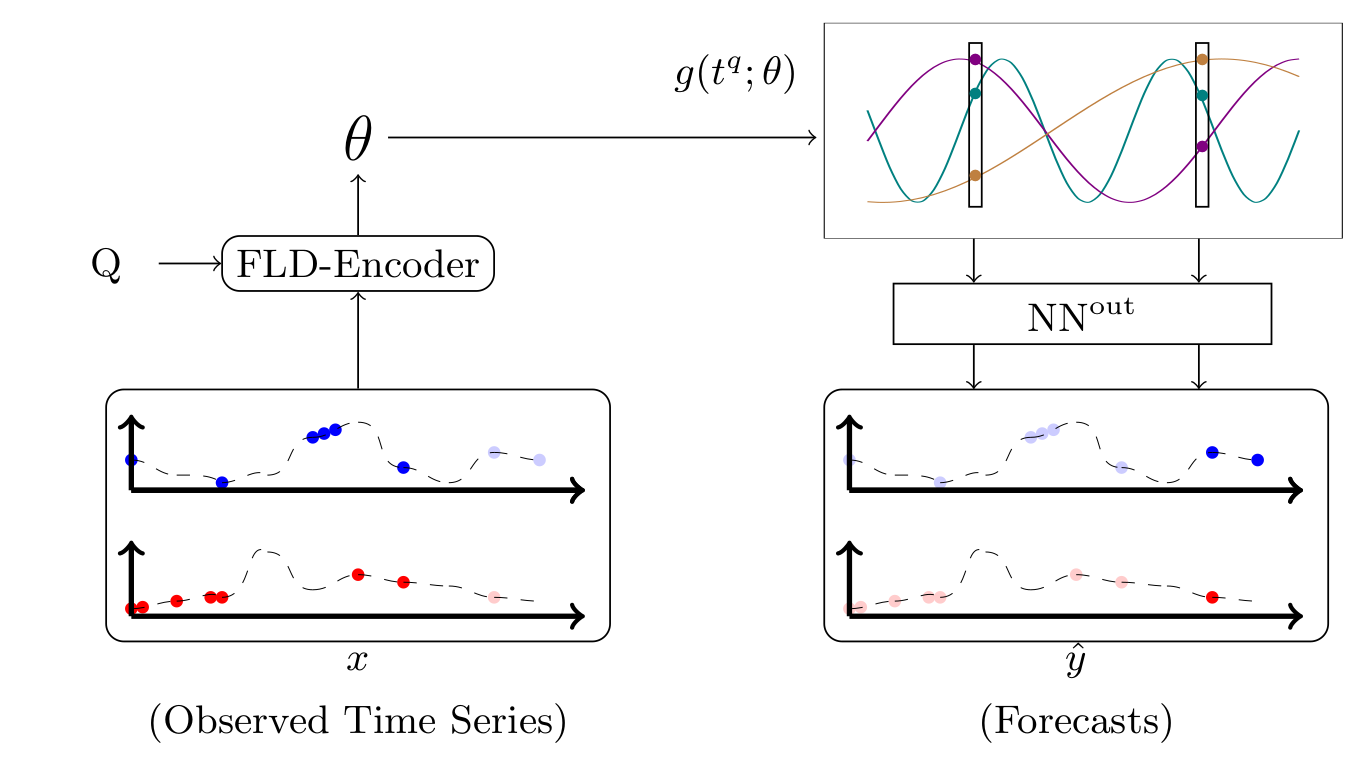 g(t^q; θ)
θ
Q
FLD-Encoder
NN^out
x
ŷ
(Observed Time Series)
(Forecasts)